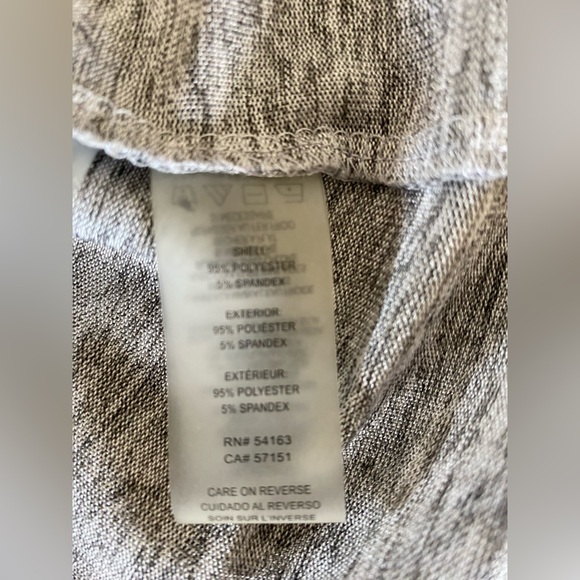 SHELL:
95% POLYESTER
5% SPANDEX
EXTERIOR:
95% POLIÉSTER
5% SPANDEX
EXTÉRIEUR:
95% POLYESTER
5% SPANDEX
RN# 54163
CA# 57151
CARE ON REVERSE
CUIDADO AL REVERSO
SOIN SUR L'INVERSE